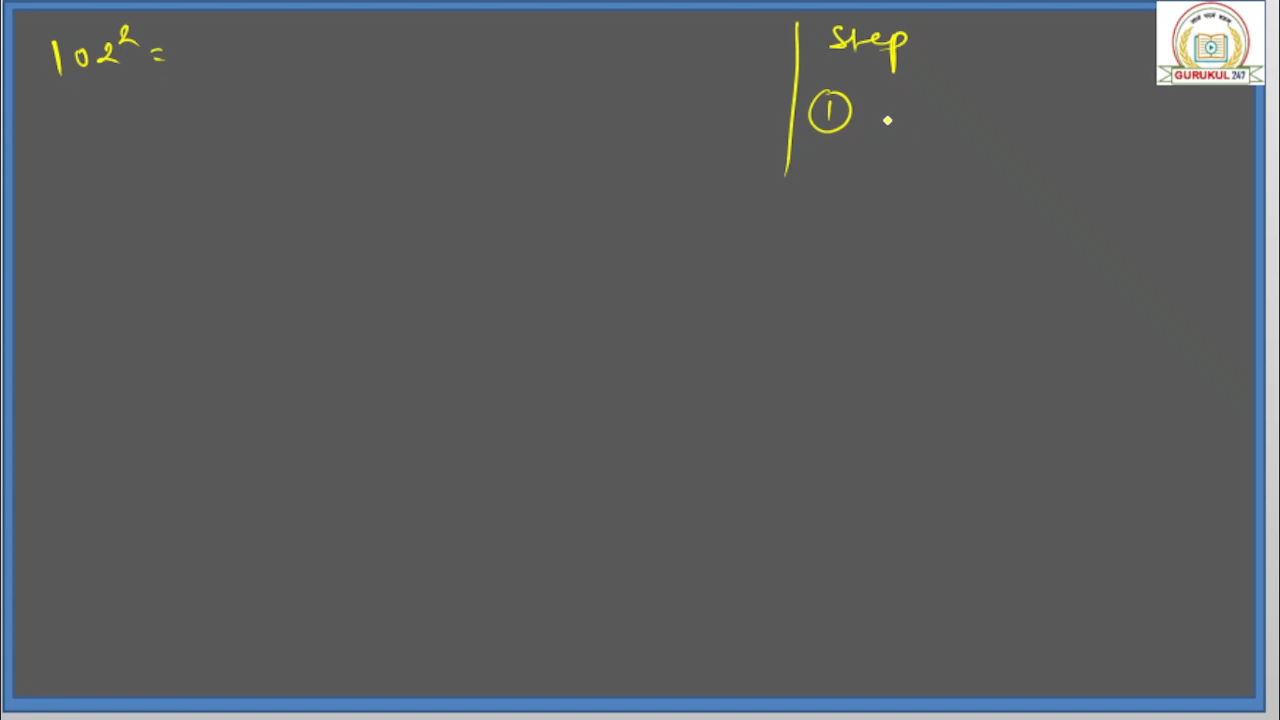 102² =
Step
①
GURUKUL 247